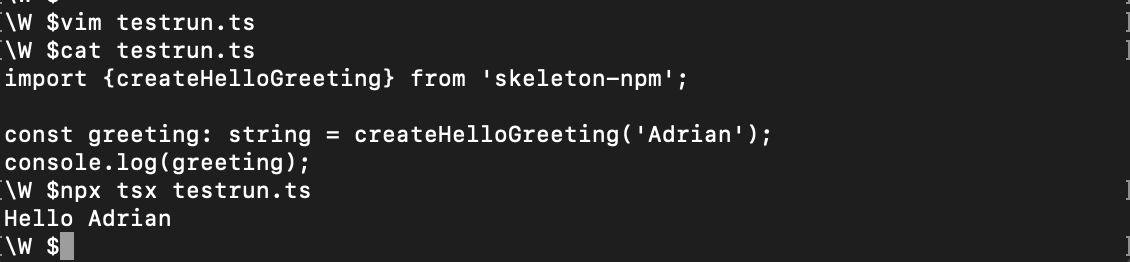 \W $vim testrun.ts
\W $cat testrun.ts
import {createHelloGreeting} from 'skeleton-npm';
const greeting: string = createHelloGreeting('Adrian');
console.log(greeting);
\W $npx tsx testrun.ts
Hello Adrian
\W $